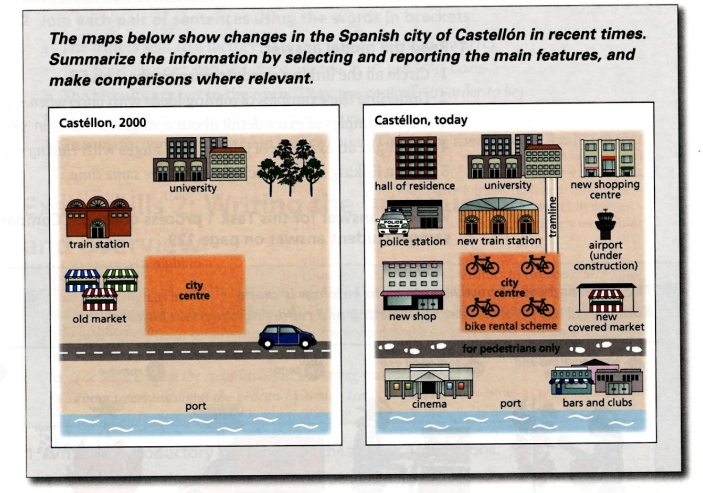 The maps below show changes in the Spanish city of Castellón in recent times.
Summarize the information by selecting and reporting the main features, and
make comparisons where relevant.
Castéllon, 2000
university
train station
old market
city
centre
port
Castéllon, today
hall of residence
university
new shopping
centre
tramline
POLICE
police station
new train station
airport
(under
construction)
new shop
city
centre
bike rental scheme
new
covered market
for pedestrians only
cinema
port
bars and clubs